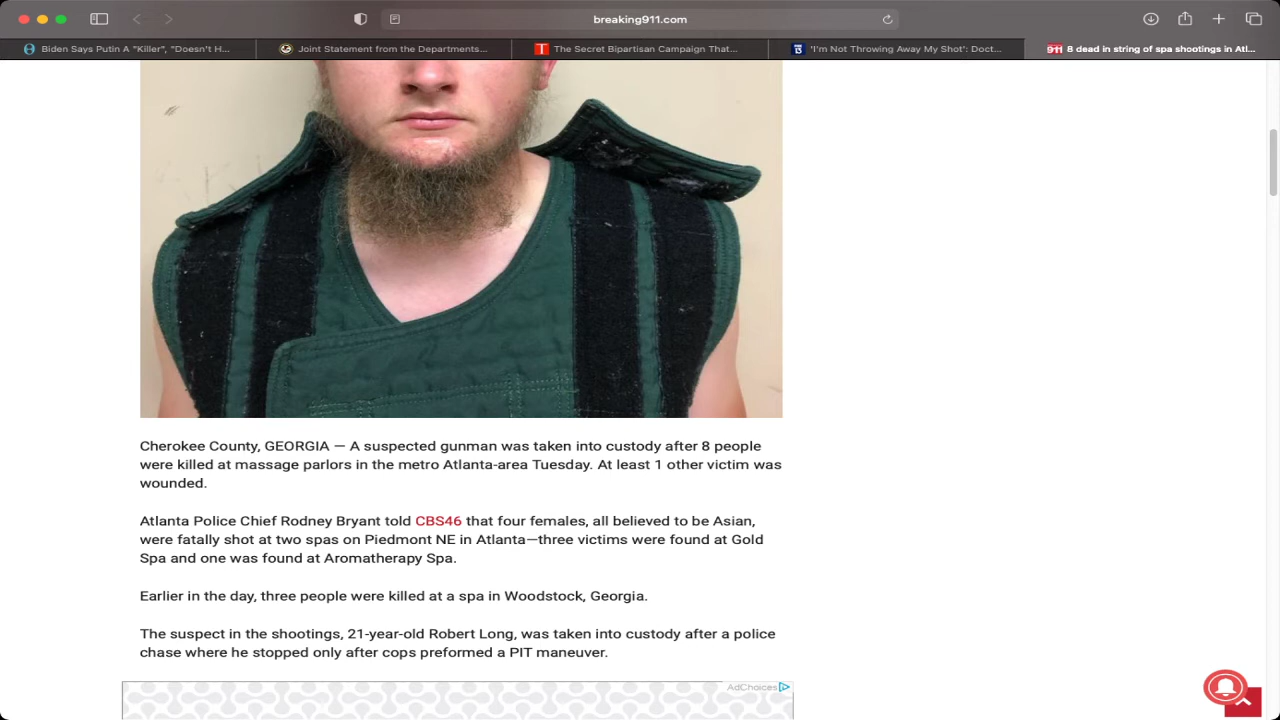 breaking911.com
Biden Says Putin A "Killer", "Doesn't H...
Joint Statement from the Departments...
The Secret Bipartisan Campaign That...
'I'm Not Throwing Away My Shot': Doct...
8 dead in string of spa shootings in Atl...
Cherokee County, GEORGIA — A suspected gunman was taken into custody after 8 people
were killed at massage parlors in the metro Atlanta-area Tuesday. At least 1 other victim was
wounded.
Atlanta Police Chief Rodney Bryant told CBS46 that four females, all believed to be Asian,
were fatally shot at two spas on Piedmont NE in Atlanta—three victims were found at Gold
Spa and one was found at Aromatherapy Spa.
Earlier in the day, three people were killed at a spa in Woodstock, Georgia.
The suspect in the shootings, 21-year-old Robert Long, was taken into custody after a police
chase where he stopped only after cops preformed a PIT maneuver.
AdChoices